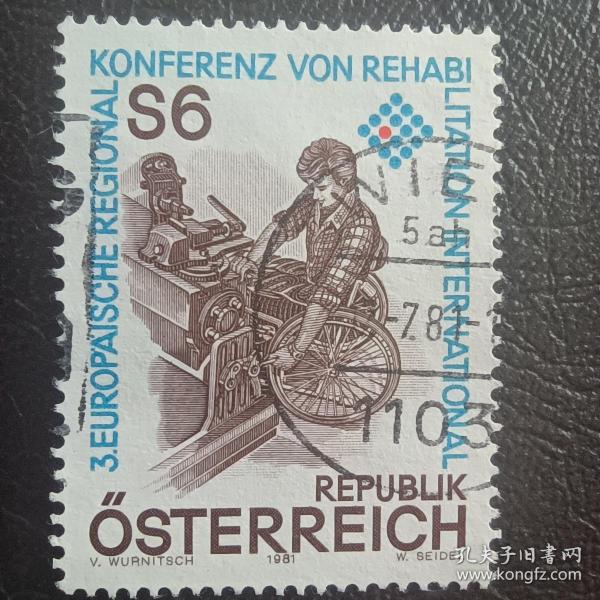 3. EUROPÄISCHE REGIONAL
KONFERENZ VON REHABI
LITATION INTERNATIONAL
S6
5a
-7.81-
1103
REPUBLIK
ÖSTERREICH
V. WURNITSCH 1981 W. SEIDEL
孔夫子旧书网
www.kongfz.com